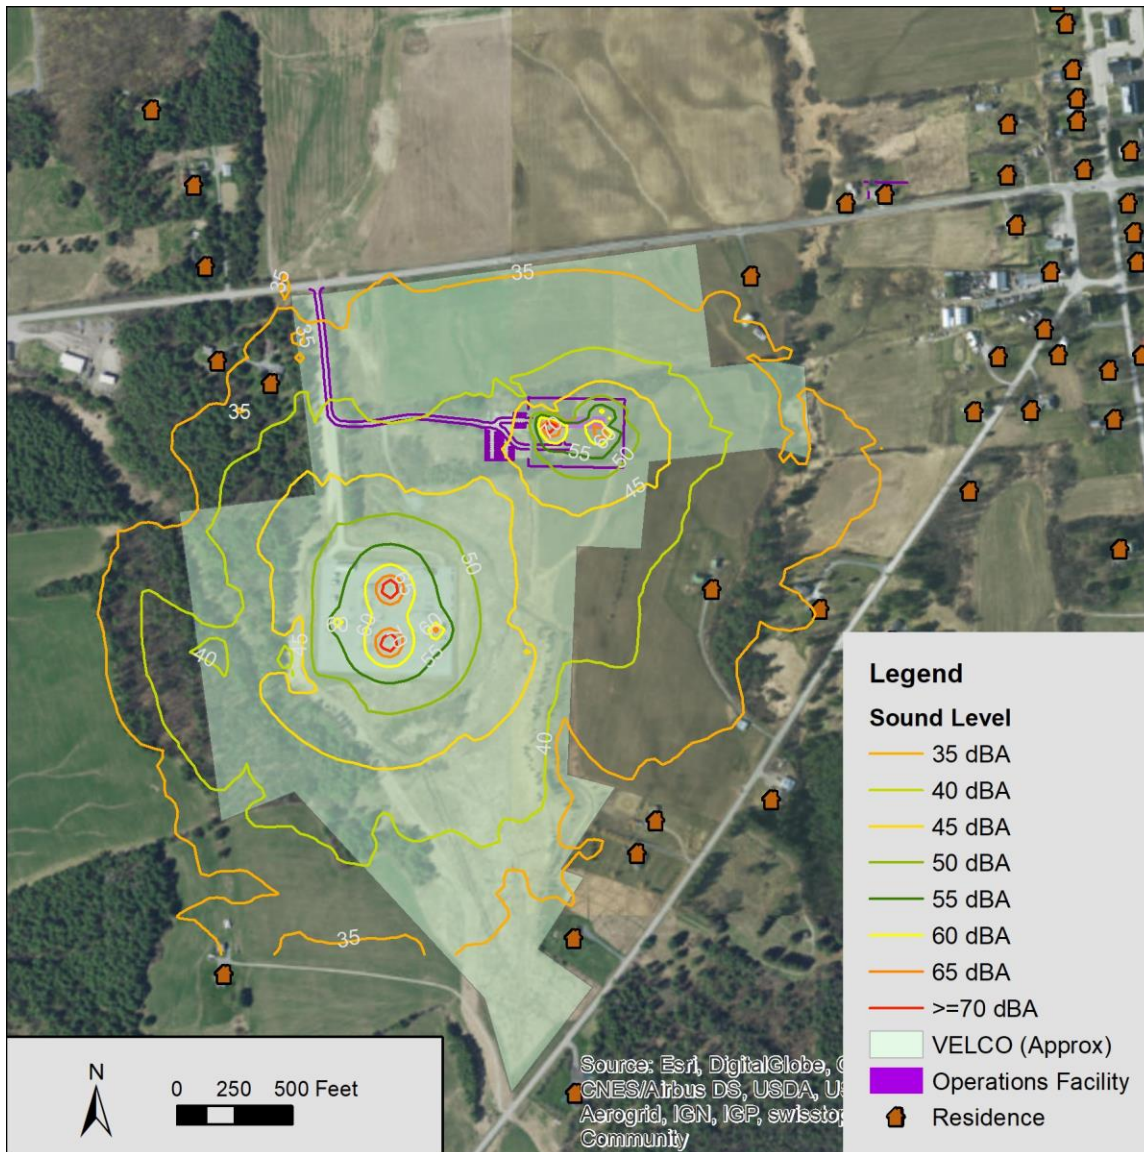 35
35
35
35
60
55
50
45
50
60
60
60
55
45
40
40
35
Legend
Sound Level
35 dBA
40 dBA
45 dBA
50 dBA
55 dBA
60 dBA
65 dBA
>=70 dBA
VELCO (Approx)
Operations Facility
Residence
N
0 250 500 Feet
Source: Esri, DigitalGlobe,
CNES/Airbus DS, USDA,
Aerogrid, IGN, IGP,
Community